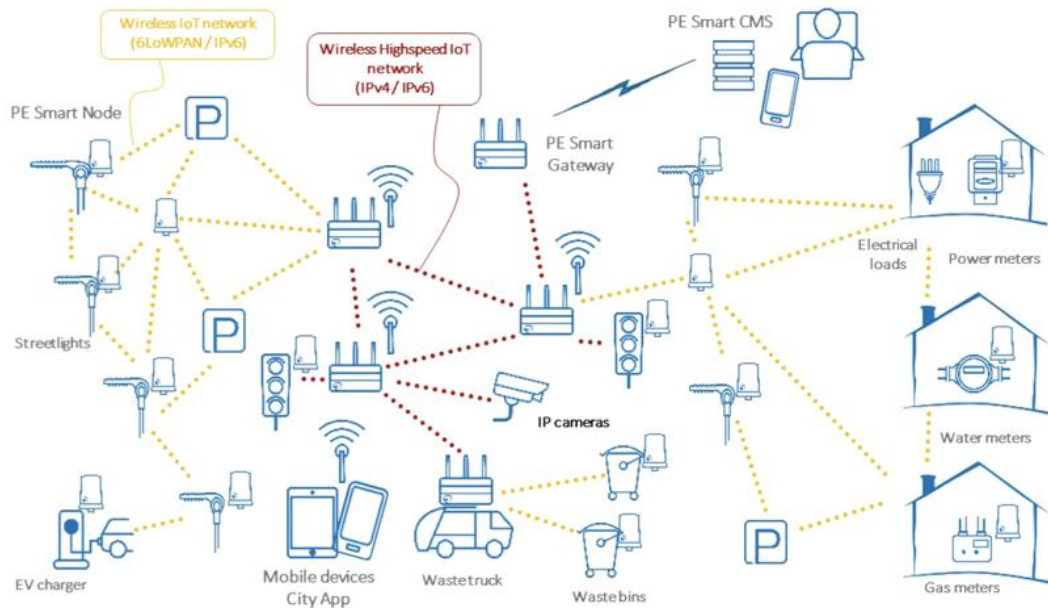 Wireless IoT network
(6LoWPAN / IPv6)
Wireless Highspeed IoT
network
(IPv4 / IPv6)
PE Smart CMS
PE Smart Node
P
PE Smart
Gateway
Electrical
loads
Power meters
Streetlights
P
IP cameras
Water meters
EV charger
Mobile devices
City App
Waste truck
Waste bins
P
Gas meters